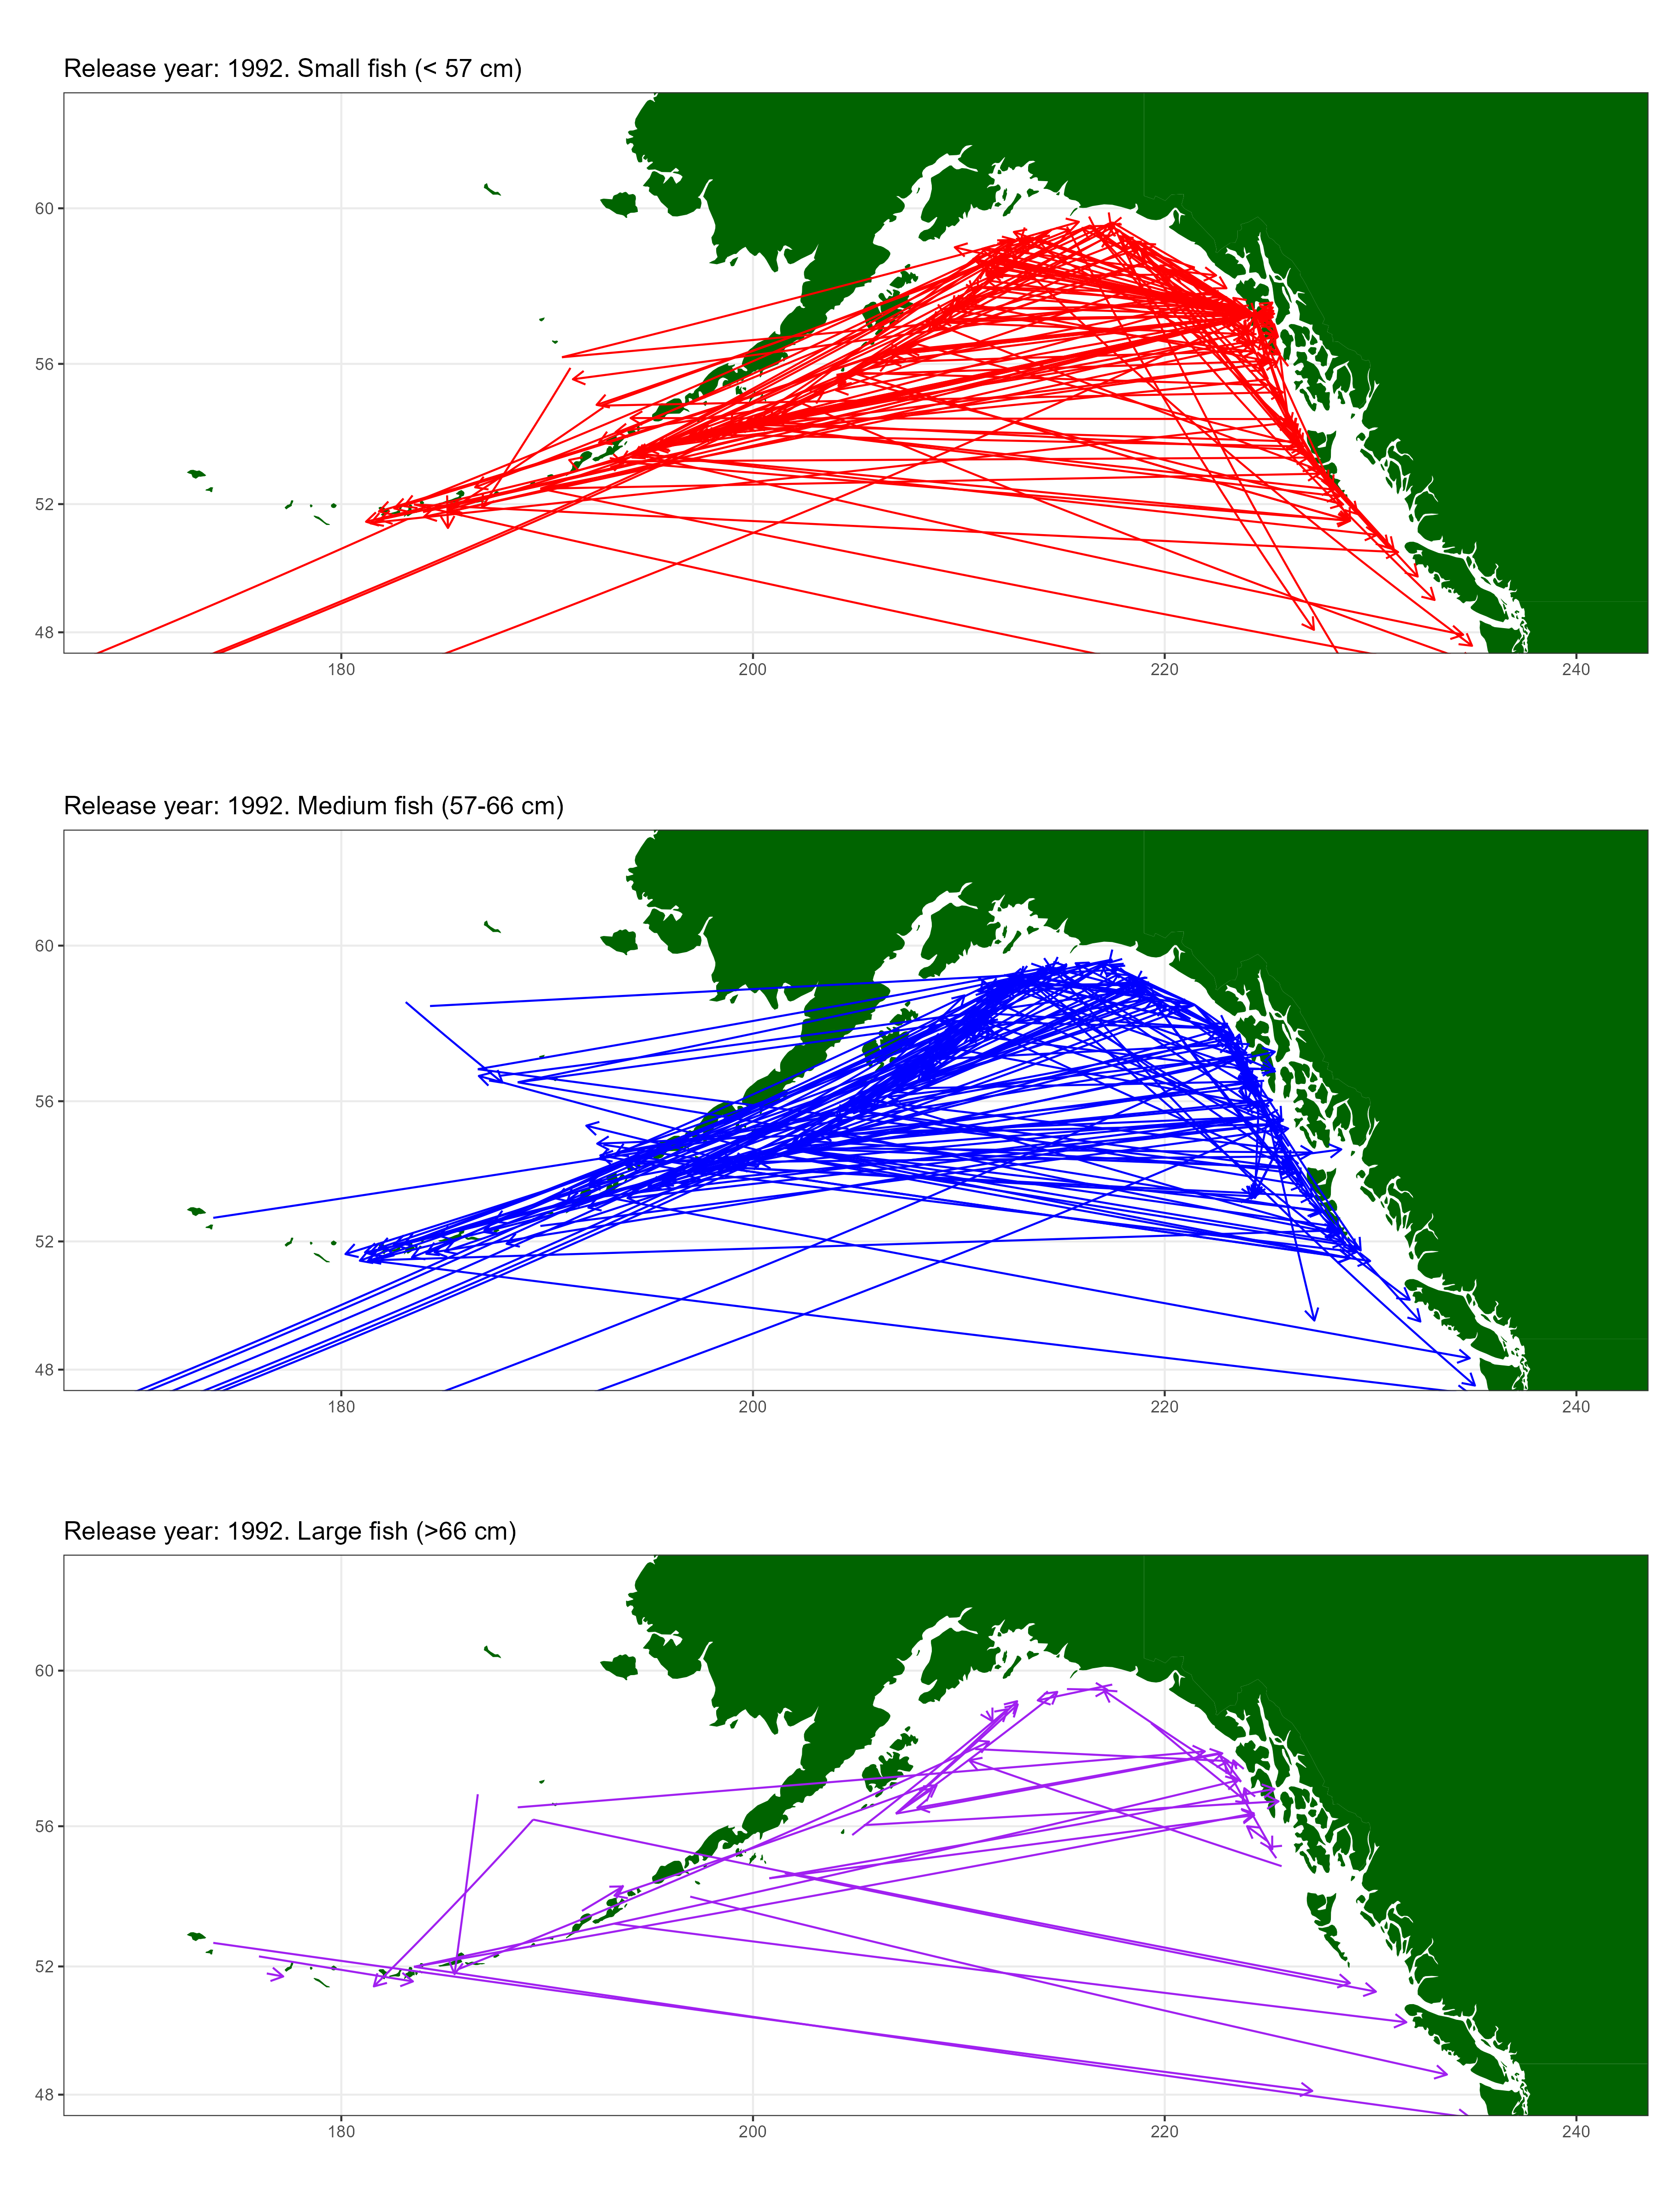 Release year: 1992. Small fish (< 57 cm)
60
56
52
48
180 200 220 240
Release year: 1992. Medium fish (57-66 cm)
60
56
52
48
180 200 220 240
Release year: 1992. Large fish (>66 cm)
60
56
52
48
180 200 220 240